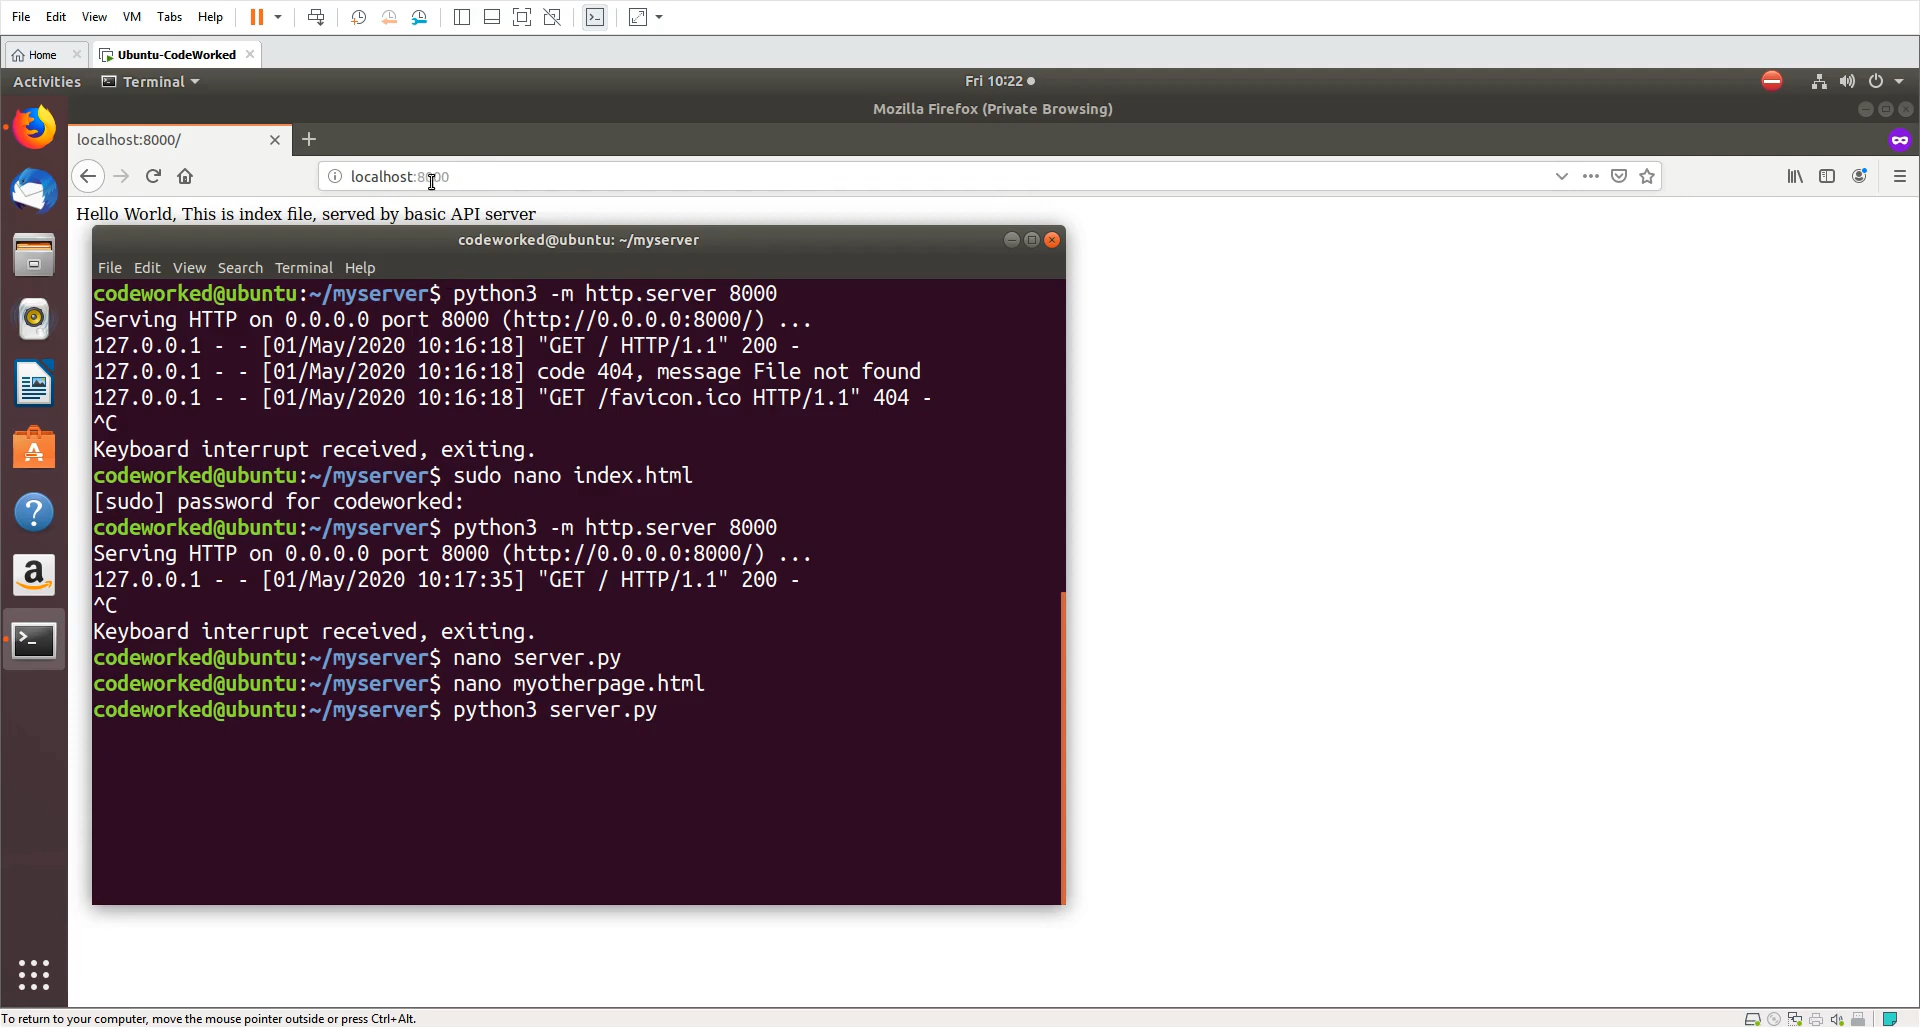 File Edit View VM Tabs Help
Home Ubuntu-CodeWorked
Activities Terminal Fri 10:22
Mozilla Firefox (Private Browsing)
localhost:8000/
localhost:8000
Hello World, This is index file, served by basic API server
codeworked@ubuntu: ~/myserver
File Edit View Search Terminal Help
codeworked@ubuntu:~/myserver$ python3 -m http.server 8000
Serving HTTP on 0.0.0.0 port 8000 (http://0.0.0.0:8000/) ...
127.0.0.1 - - [01/May/2020 10:16:18] "GET / HTTP/1.1" 200 -
127.0.0.1 - - [01/May/2020 10:16:18] code 404, message File not found
127.0.0.1 - - [01/May/2020 10:16:18] "GET /favicon.ico HTTP/1.1" 404 -
^C
Keyboard interrupt received, exiting.
codeworked@ubuntu:~/myserver$ sudo nano index.html
[sudo] password for codeworked:
codeworked@ubuntu:~/myserver$ python3 -m http.server 8000
Serving HTTP on 0.0.0.0 port 8000 (http://0.0.0.0:8000/) ...
127.0.0.1 - - [01/May/2020 10:17:35] "GET / HTTP/1.1" 200 -
^C
Keyboard interrupt received, exiting.
codeworked@ubuntu:~/myserver$ nano server.py
codeworked@ubuntu:~/myserver$ nano myotherpage.html
codeworked@ubuntu:~/myserver$ python3 server.py
To return to your computer, move the mouse pointer outside or press Ctrl+Alt.